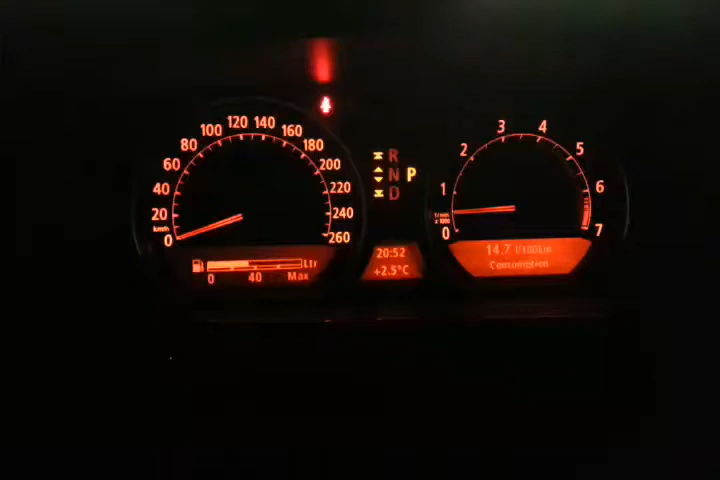 0
20
40
60
80
100
120
140
160
180
200
220
240
260
km/h
R
N P
D
0
1
2
3
4
5
6
7
1/min
x 1000
Ltr
0 40 Max
20:52
+2.5°C
14.7 l/100km
Consumption